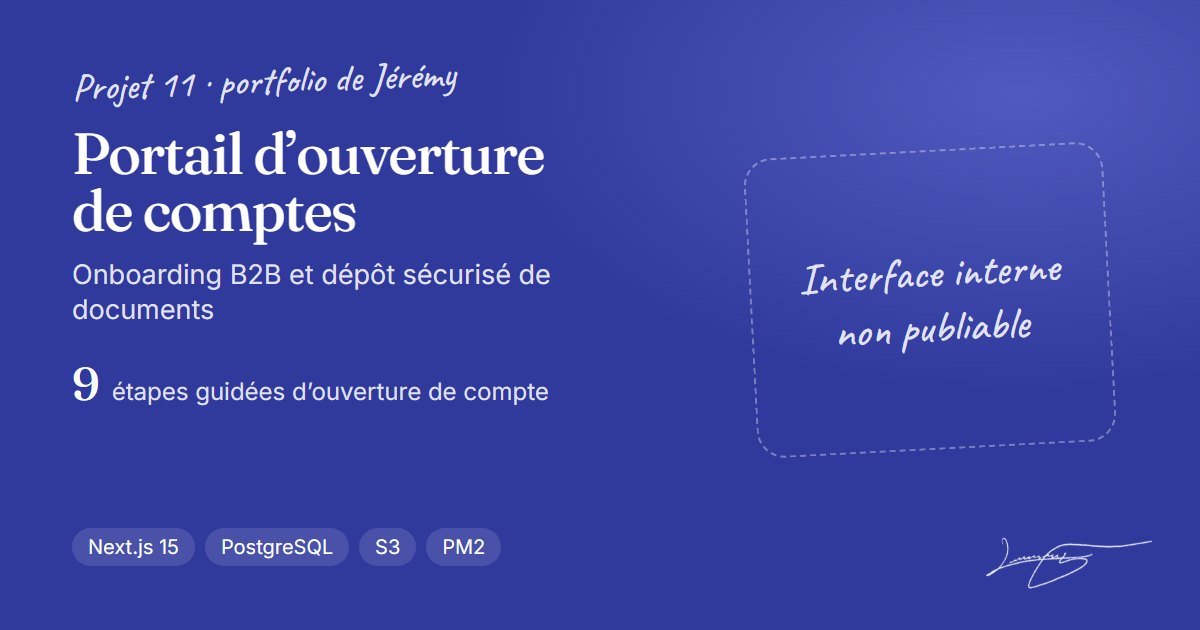 Projet 11 · portfolio de Jérémy
Portail d’ouverture
de comptes
Onboarding B2B et dépôt sécurisé de
documents
9 étapes guidées d’ouverture de compte
Interface interne
non publiable
Next.js 15 PostgreSQL S3 PM2